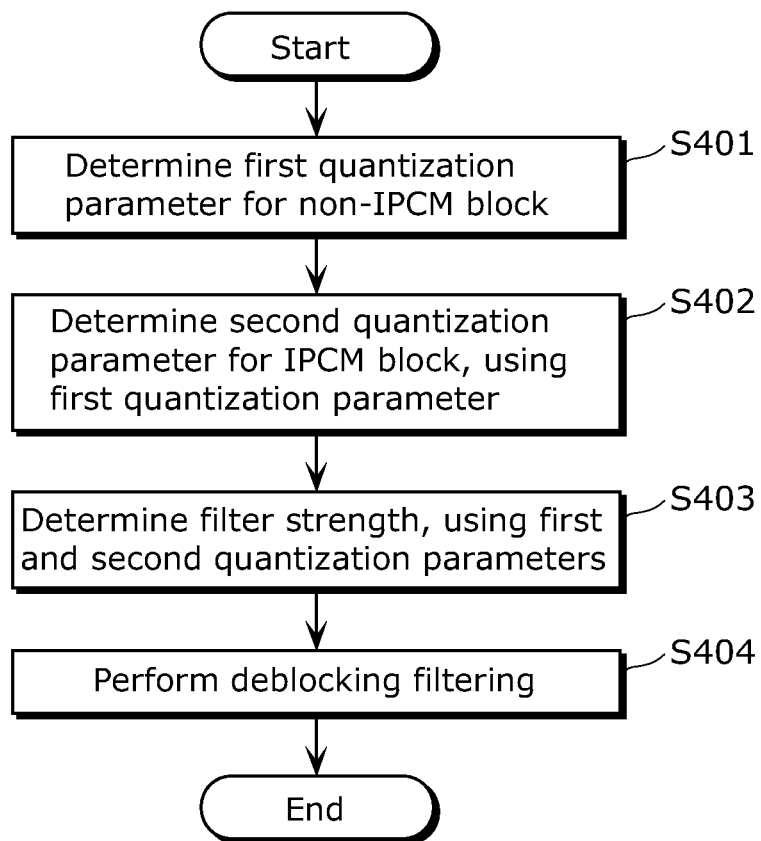 Start
S401
Determine first quantization
parameter for non-IPCM block
S402
Determine second quantization
parameter for IPCM block, using
first quantization parameter
S403
Determine filter strength, using first
and second quantization parameters
S404
Perform deblocking filtering
End